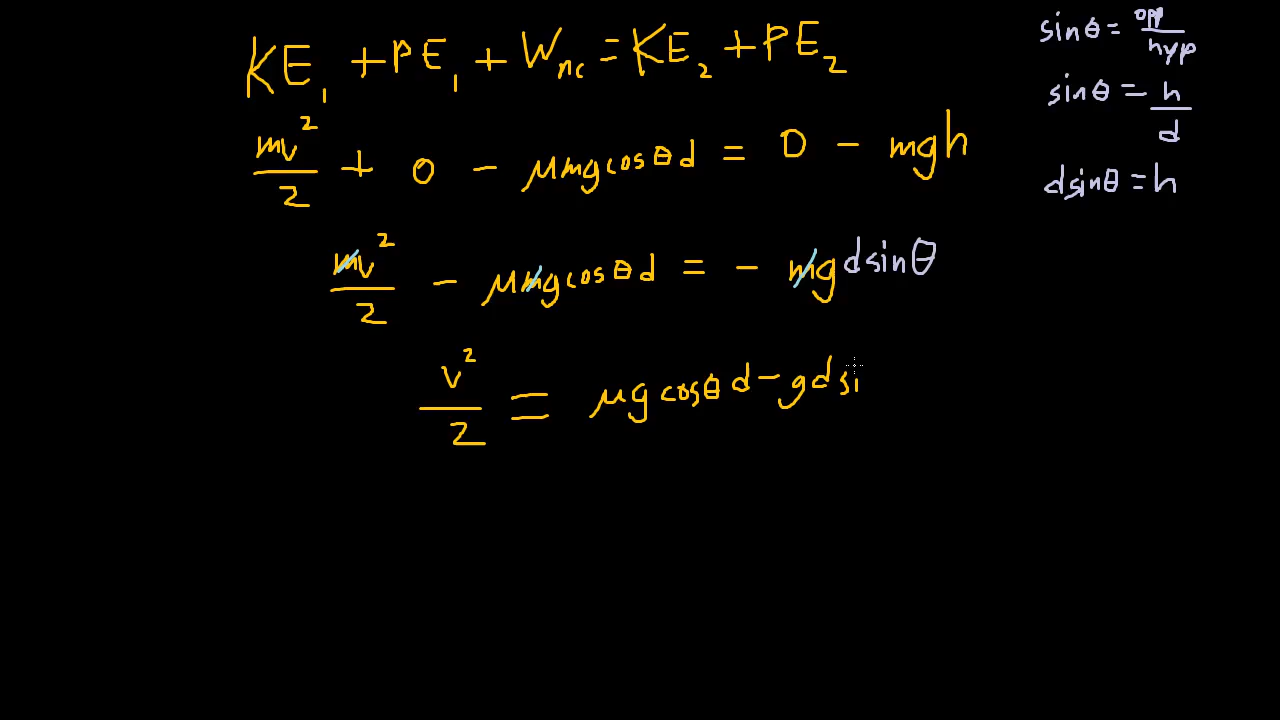 KE₁ + PE₁ + Wnc = KE₂ + PE₂
mv²/2 + 0 - μmgcosθd = 0 - mgh
mv²/2 - μmgcosθd = - mgdsinθ
v²/2 = μgcosθd - gdsi
sinθ = opp/hyp
sinθ = h/d
dsinθ = h